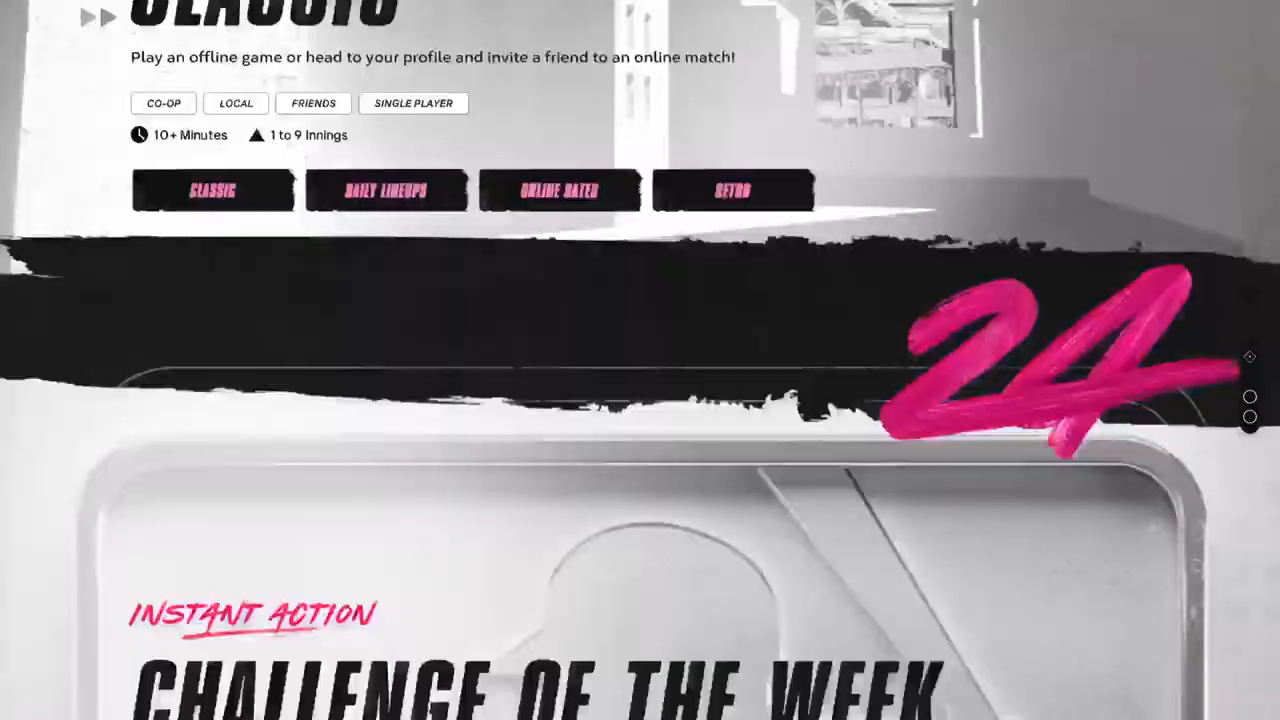 CLASSIC
Play an offline game or head to your profile and invite a friend to an online match!
CO-OP LOCAL FRIENDS SINGLE PLAYER
10+ Minutes 1 to 9 Innings
CLASSIC DAILY LINEUPS ONLINE RATED RETRO
24
INSTANT ACTION
CHALLENGE OF THE WEEK